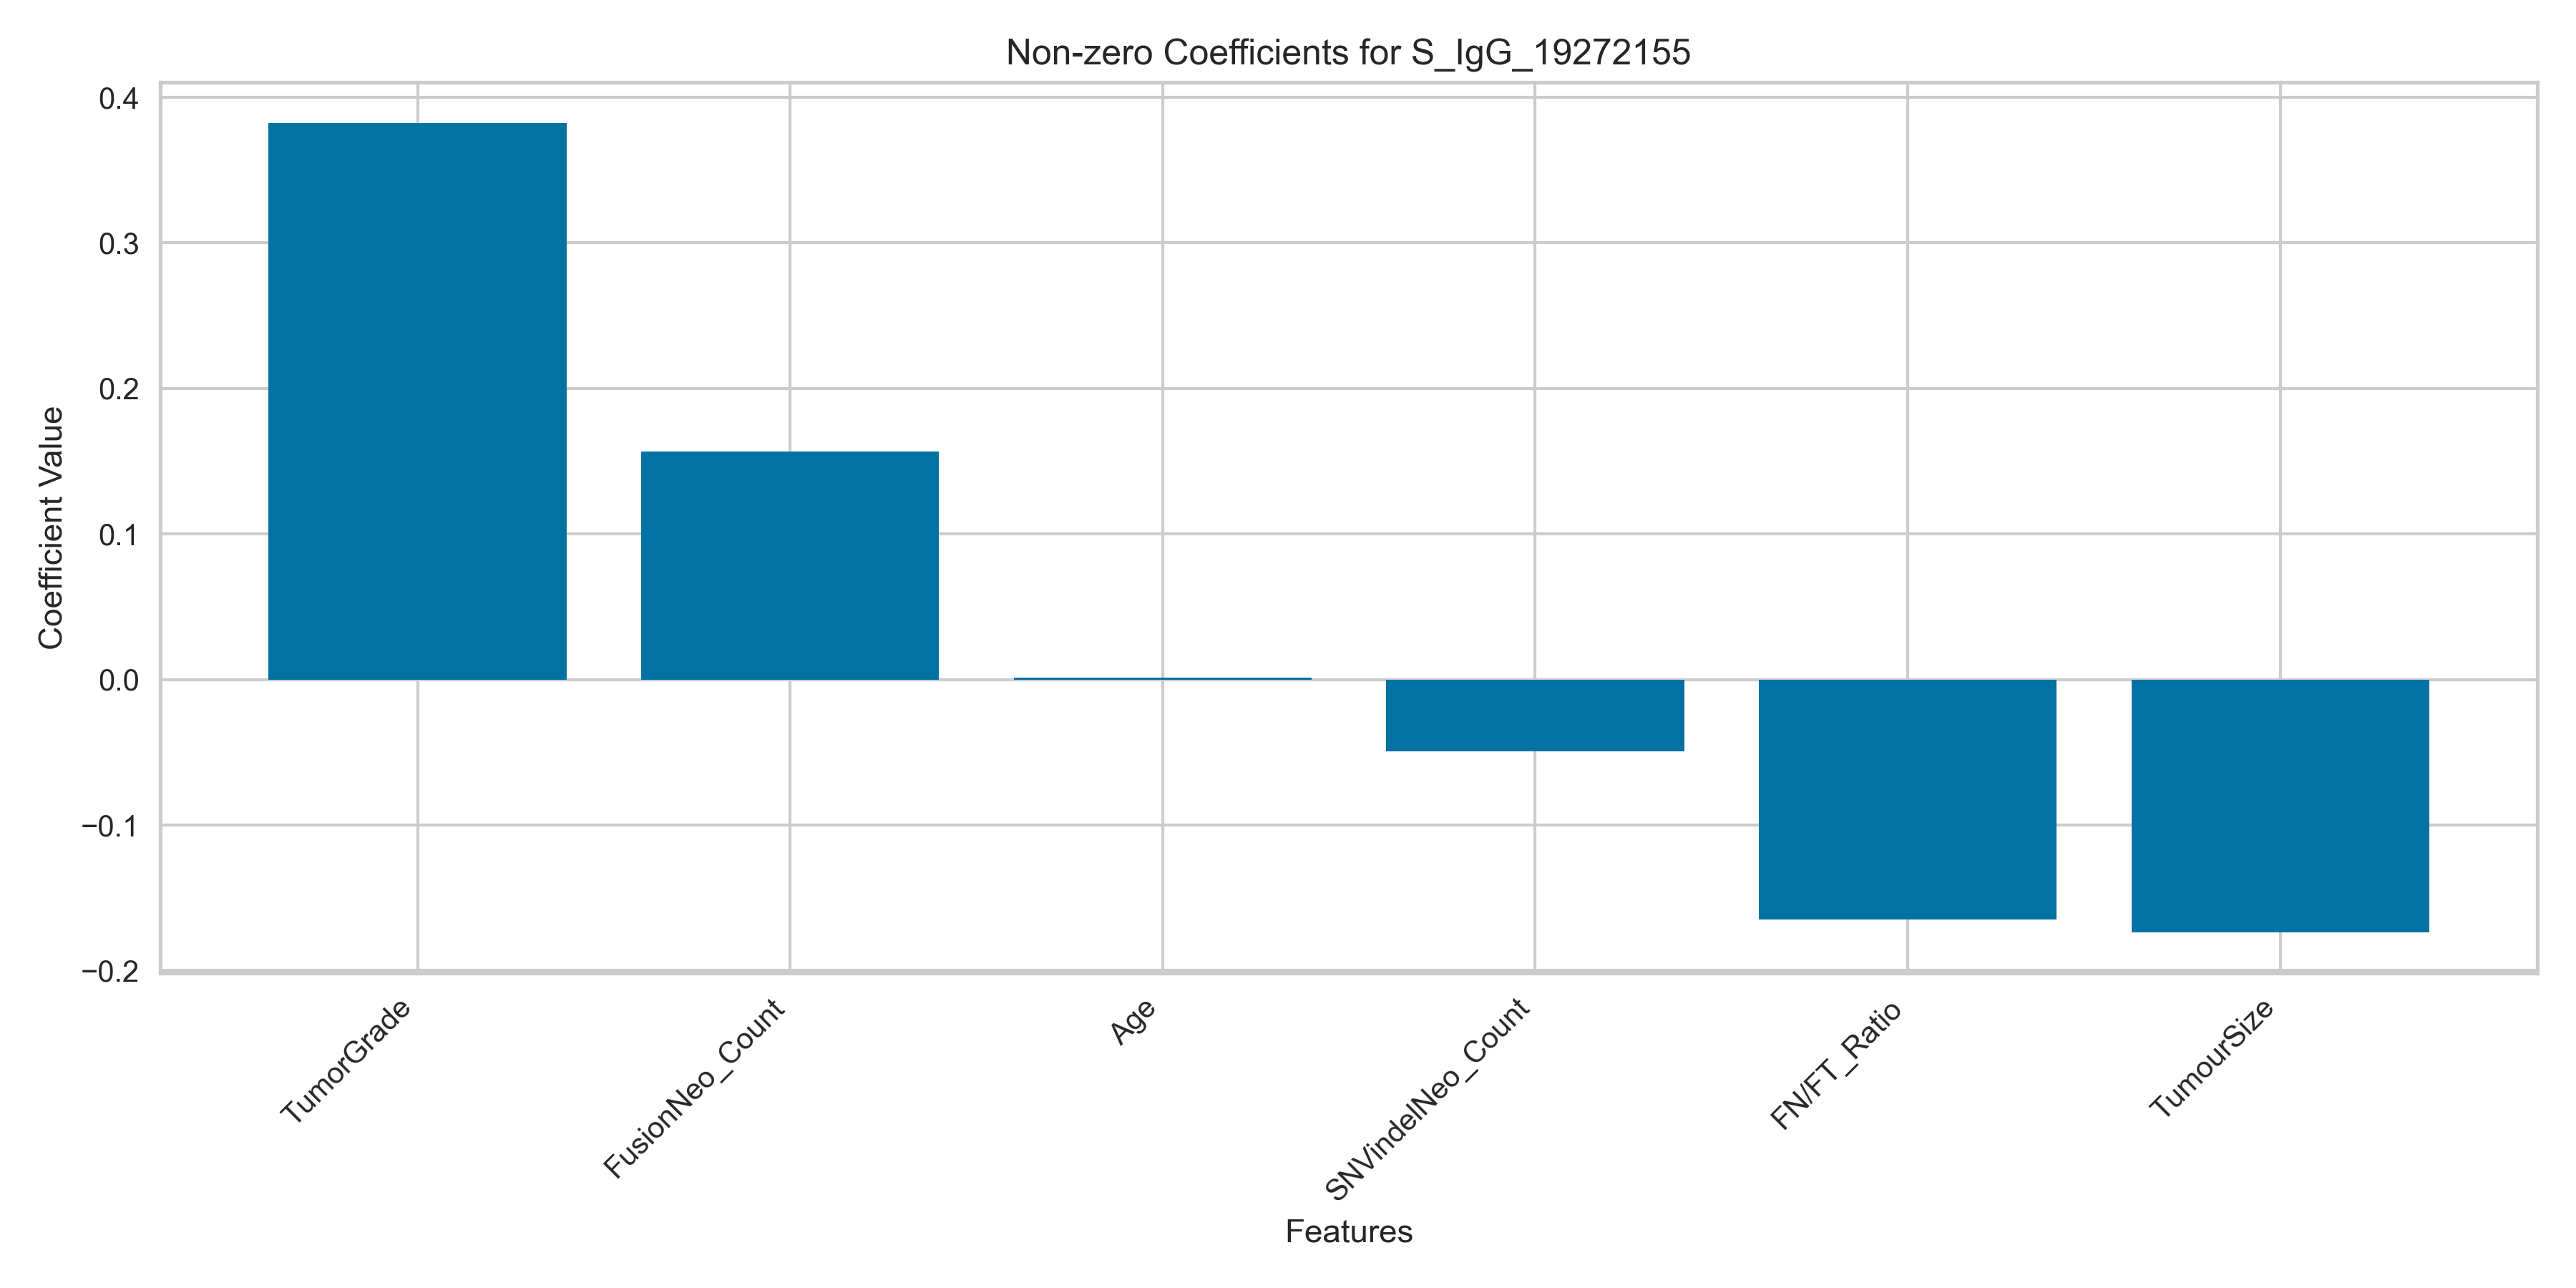 Non-zero Coefficients for S_IgG_19272155
Coefficient Value
0.4
0.3
0.2
0.1
0.0
−0.1
−0.2
TumorGrade
FusionNeo_Count
Age
SNVindelNeo_Count
FN/FT_Ratio
TumourSize
Features